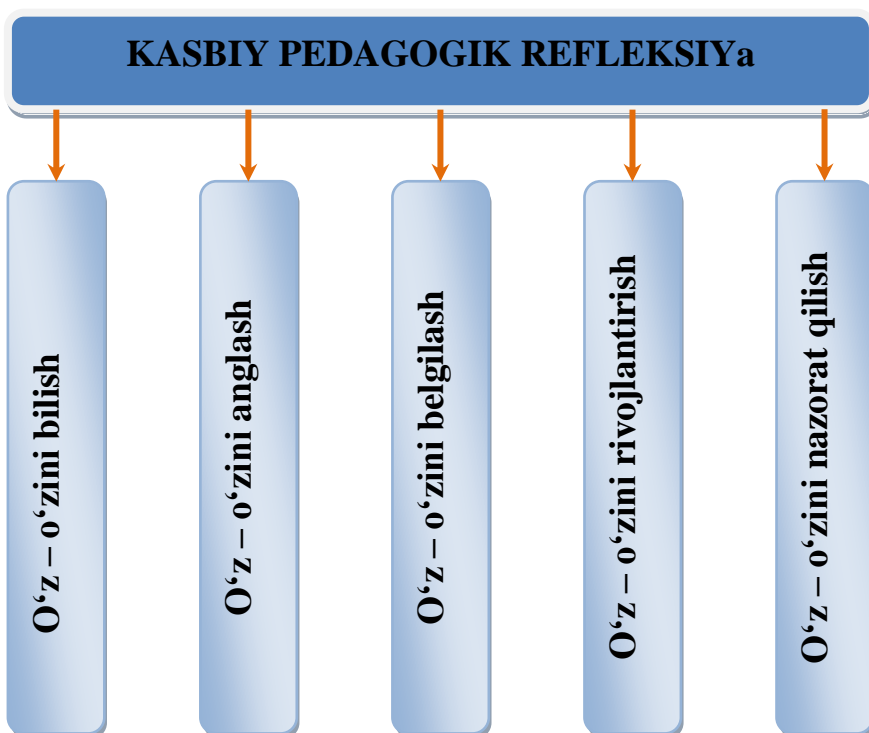 KASBIY PEDAGOGIK REFLEKSIYa
O‘z – o‘zini bilish
O‘z – o‘zini anglash
O‘z – o‘zini belgilash
O‘z – o‘zini rivojlantirish
O‘z – o‘zini nazorat qilish